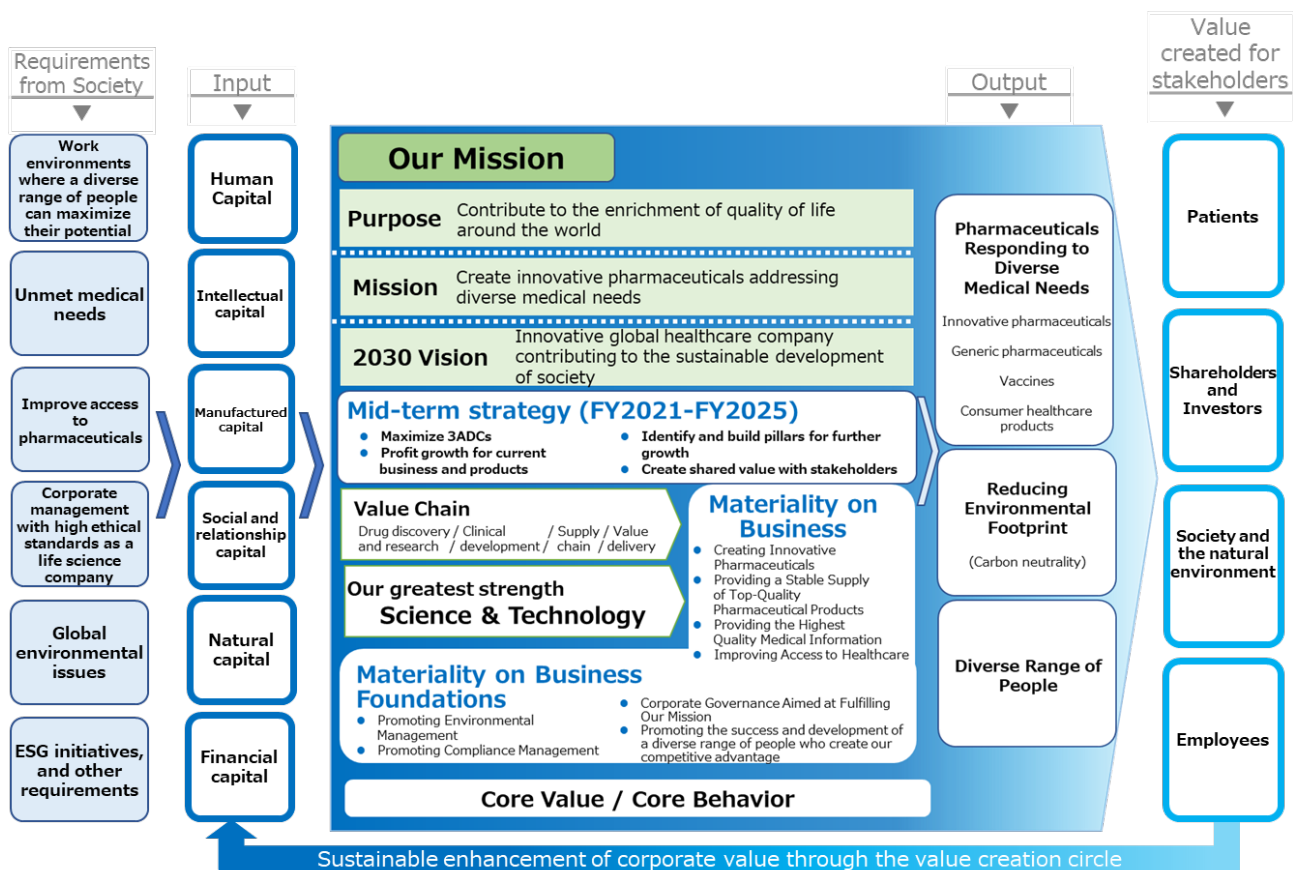 Requirements
from Society
Work
environments
where a diverse
range of people
can maximize
their potential
Unmet medical
needs
Improve access
to
pharmaceuticals
Corporate
management
with high ethical
standards as a
life science
company
Global
environmental
issues
ESG initiatives,
and other
requirements
Input
Human
Capital
Intellectual
capital
Manufactured
capital
Social and
relationship
capital
Natural
capital
Financial
capital
Our Mission
Purpose
Contribute to the enrichment of quality of life
around the world
Mission
Create innovative pharmaceuticals addressing
diverse medical needs
2030 Vision
Innovative global healthcare company
contributing to the sustainable development
of society
Mid-term strategy (FY2021-FY2025)
● Maximize 3ADCs
● Profit growth for current
business and products
● Identify and build pillars for further
growth
● Create shared value with stakeholders
Value Chain
Drug discovery / Clinical / Supply / Value
and research / development / chain / delivery
Our greatest strength
Science & Technology
Materiality on
Business
● Creating Innovative
Pharmaceuticals
● Providing a Stable Supply
of Top-Quality
Pharmaceutical Products
● Providing the Highest
Quality Medical Information
● Improving Access to Healthcare
Materiality on Business
Foundations
● Promoting Environmental
Management
● Promoting Compliance Management
● Corporate Governance Aimed at Fulfilling
Our Mission
● Promoting the success and development of
a diverse range of people who create our
competitive advantage
Core Value / Core Behavior
Output
Pharmaceuticals
Responding to
Diverse
Medical Needs
Innovative pharmaceuticals
Generic pharmaceuticals
Vaccines
Consumer healthcare
products
Reducing
Environmental
Footprint
(Carbon neutrality)
Diverse Range of
People
Value
created for
stakeholders
Patients
Shareholders
and
Investors
Society and
the natural
environment
Employees
Sustainable enhancement of corporate value through the value creation circle